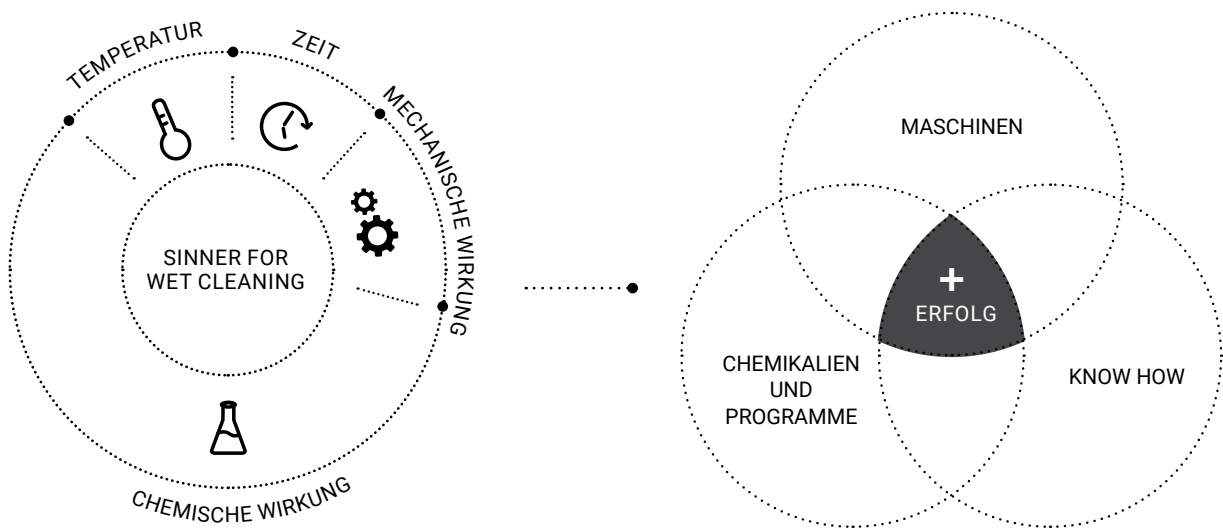 TEMPERATUR
ZEIT
MECHANISCHE WIRKUNG
SINNER FOR
WET CLEANING
CHEMISCHE WIRKUNG
MASCHINEN
+
ERFOLG
CHEMIKALIEN
UND
PROGRAMME
KNOW HOW